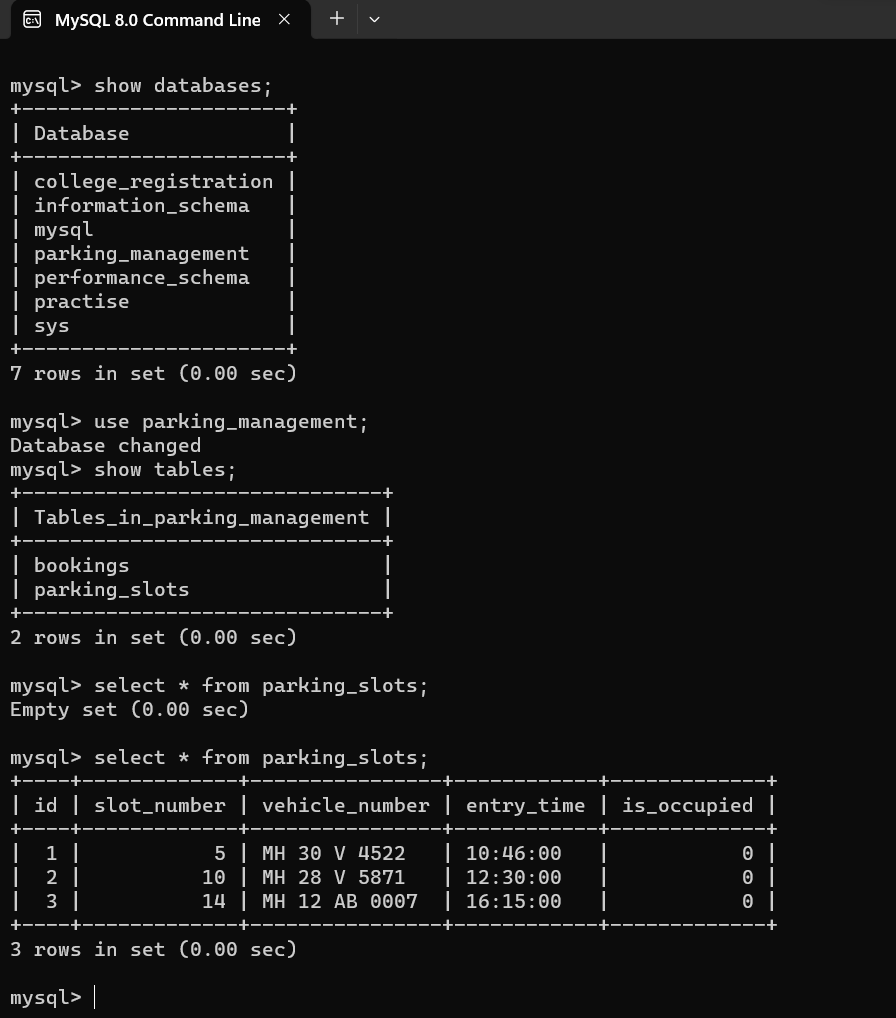 MySQL 8.0 Command Line
mysql> show databases;
+----------------------+
| Database             |
+----------------------+
| college_registration |
| information_schema   |
| mysql                |
| parking_management   |
| performance_schema   |
| practise             |
| sys                  |
+----------------------+
7 rows in set (0.00 sec)
mysql> use parking_management;
Database changed
mysql> show tables;
+------------------------------+
| Tables_in_parking_management |
+------------------------------+
| bookings                     |
| parking_slots                |
+------------------------------+
2 rows in set (0.00 sec)
mysql> select * from parking_slots;
Empty set (0.00 sec)
mysql> select * from parking_slots;
+----+-------------+----------------+------------+-------------+
| id | slot_number | vehicle_number | entry_time | is_occupied |
+----+-------------+----------------+------------+-------------+
|  1 |           5 | MH 30 V 4522   | 10:46:00   |           0 |
|  2 |          10 | MH 28 V 5871   | 12:30:00   |           0 |
|  3 |          14 | MH 12 AB 0007  | 16:15:00   |           0 |
+----+-------------+----------------+------------+-------------+
3 rows in set (0.00 sec)
mysql>